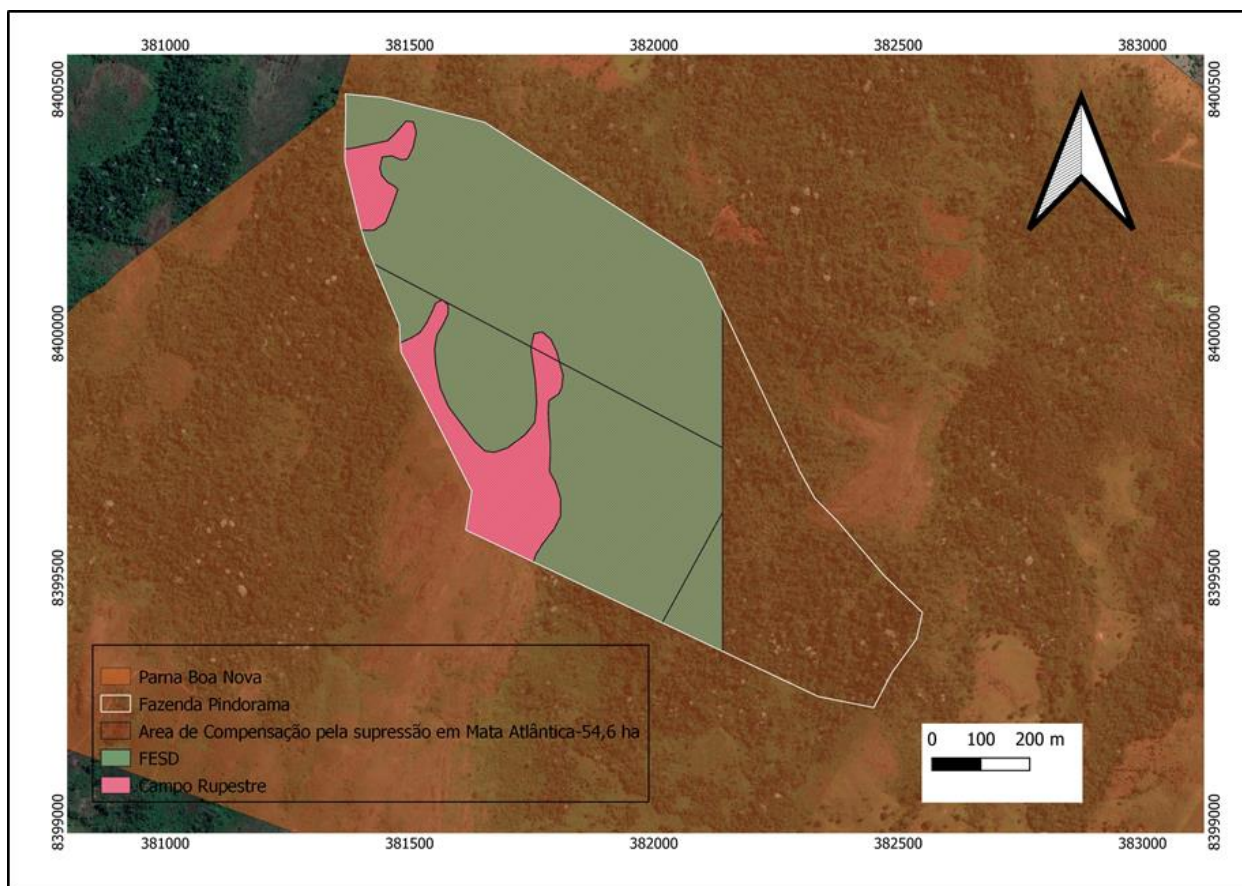 381000 381500 382000 382500 383000
8400500 8400500
8400000 8400000
8399500 8399500
8399000 8399000
Parna Boa Nova
Fazenda Pindorama
Area de Compensação pela supressão em Mata Atlântica-54,6 ha
FESD
Campo Rupestre
0 100 200 m
381000 381500 382000 382500 383000